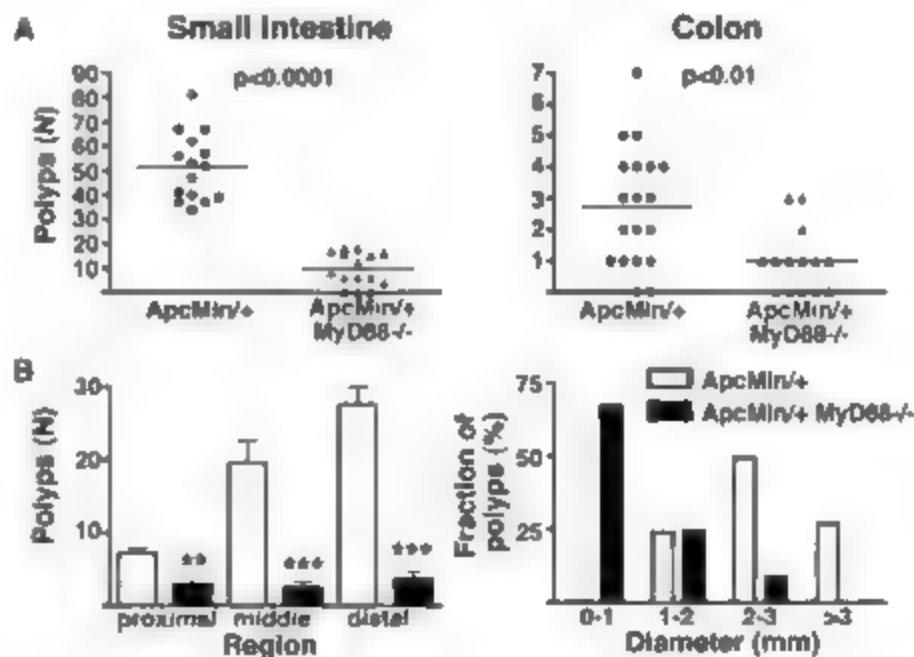 A
Small Intestine
Colon
Polyps (N)
90
80
70
60
50
40
30
20
10
p<0.0001
ApcMin/+
ApcMin/+
MyD88-/-
7
6
5
4
3
2
1
p<0.01
ApcMin/+
ApcMin/+
MyD88-/-
B
Polyps (N)
30
20
10
**
***
***
proximal middle distal
Region
Fraction of
polyps (%)
75
50
25
ApcMin/+
ApcMin/+ MyD88-/-
0-1 1-2 2-3 >3
Diameter (mm)